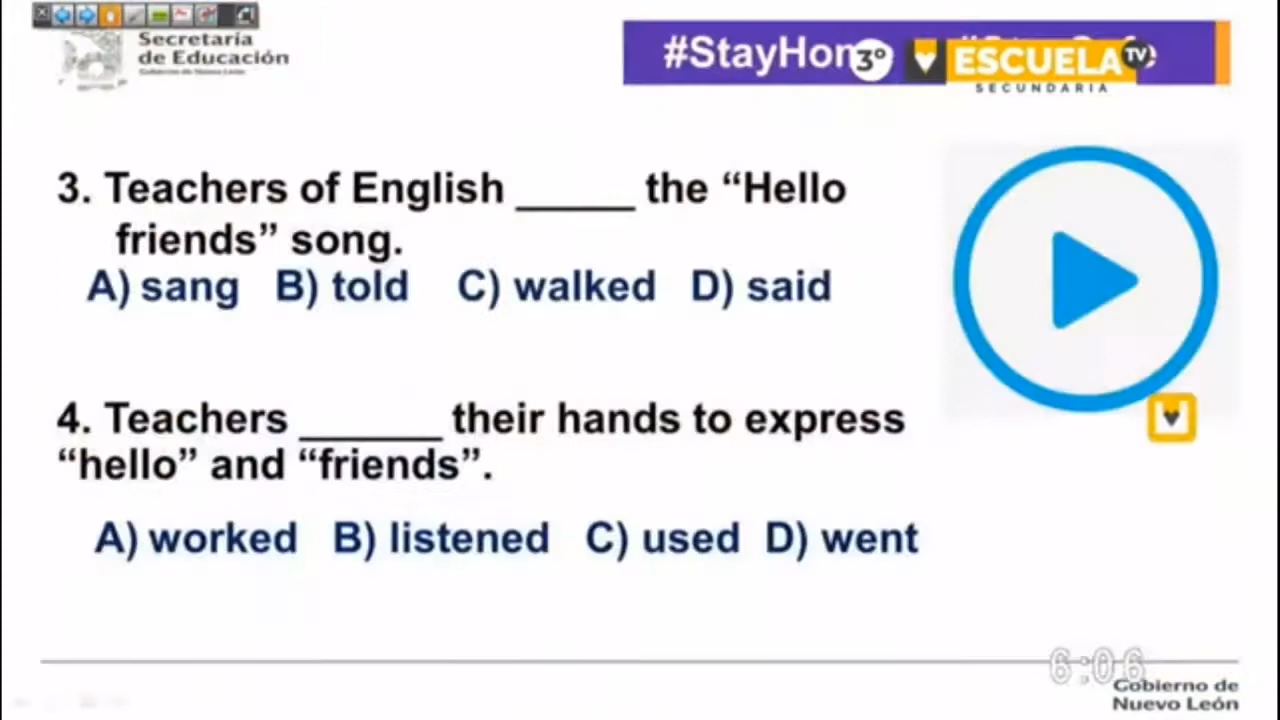 Secretaría
de Educación
Gobierno de Nuevo León
#StayHom
3°
ESCUELA TV
SECUNDARIA
3. Teachers of English _____ the “Hello
friends” song.
A) sang B) told C) walked D) said
4. Teachers ______ their hands to express
“hello” and “friends”.
A) worked B) listened C) used D) went
6:06
Gobierno de
Nuevo León